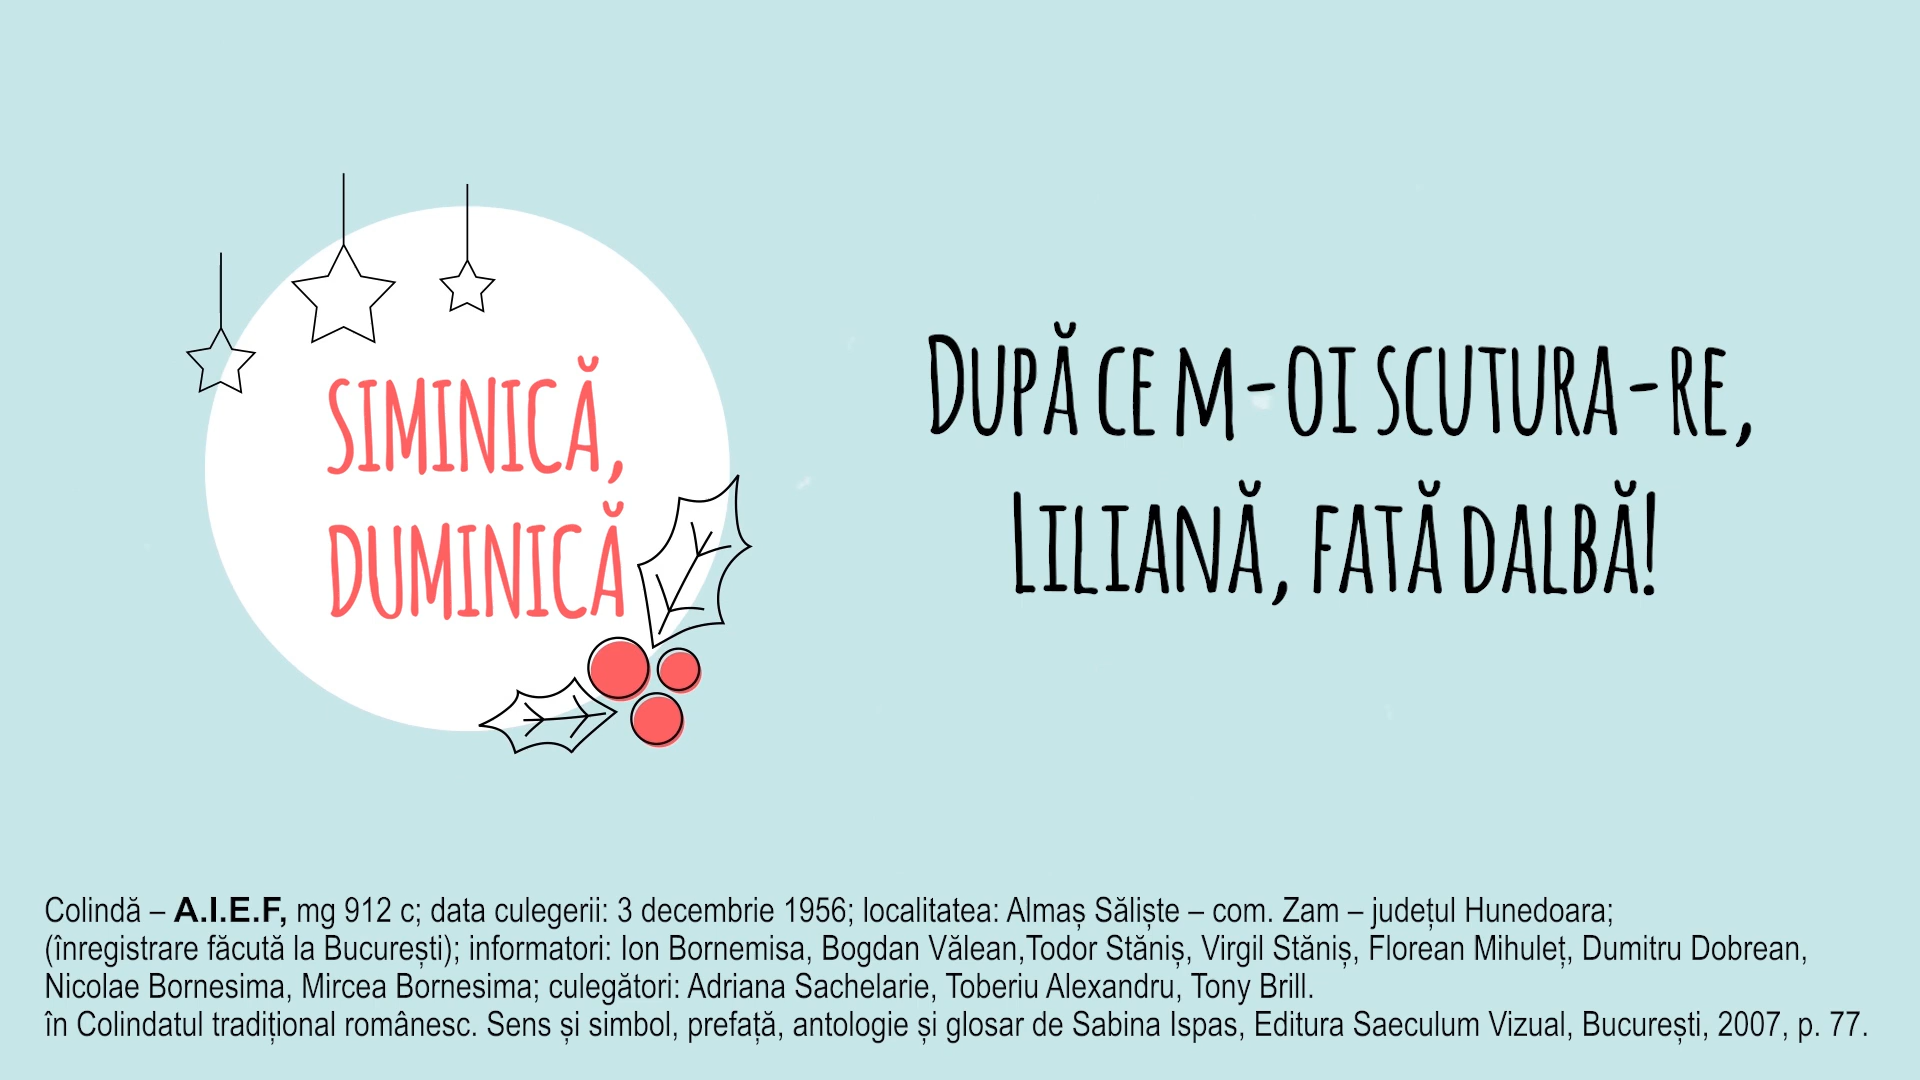 SIMINICĂ,
DUMINICĂ
DUPĂ CE M-OI SCUTURA-RE,
LILIANĂ, FATĂ DALBĂ!
Colindă – A.I.E.F, mg 912 c; data culegerii: 3 decembrie 1956; localitatea: Almaș Săliște – com. Zam – județul Hunedoara;
(înregistrare făcută la București); informatori: Ion Bornemisa, Bogdan Vălean,Todor Stăniș, Virgil Stăniș, Florean Mihuleț, Dumitru Dobrean,
Nicolae Bornesima, Mircea Bornesima; culegători: Adriana Sachelarie, Toberiu Alexandru, Tony Brill.
în Colindatul tradițional românesc. Sens și simbol, prefață, antologie și glosar de Sabina Ispas, Editura Saeculum Vizual, București, 2007, p. 77.